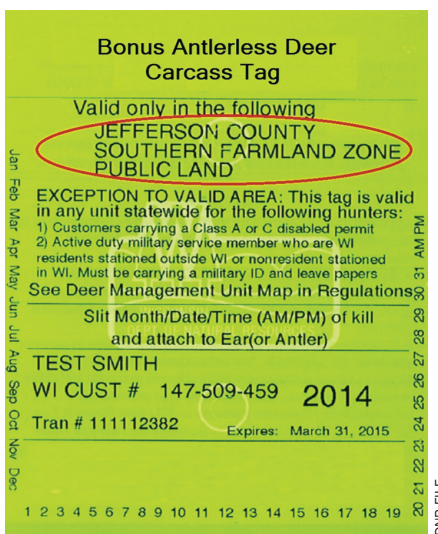 Bonus Antlerless Deer
Carcass Tag
Valid only in the following
JEFFERSON COUNTY
SOUTHERN FARMLAND ZONE
PUBLIC LAND
EXCEPTION TO VALID AREA: This tag is valid
in any unit statewide for the following hunters:
1) Customers carrying a Class A or C disabled permit
2) Active duty military service member who are WI
residents stationed outside WI or nonresident stationed
in WI. Must be carrying a military ID and leave papers
See Deer Management Unit Map in Regulations
Slit Month/Date/Time (AM/PM) of kill
and attach to Ear(or Antler)
DEPT. OF NATURAL RESOURCES
TEST SMITH
WI CUST # 147-509-459 2014
Tran # 111112382 Expires: March 31, 2015
Jan Feb Mar Apr May Jun Jul Aug Sep Oct Nov Dec
1 2 3 4 5 6 7 8 9 10 11 12 13 14 15 16 17 18 19
20 21 22 23 24 25 26 27 28 29 30 31 AM PM
DNR FILE